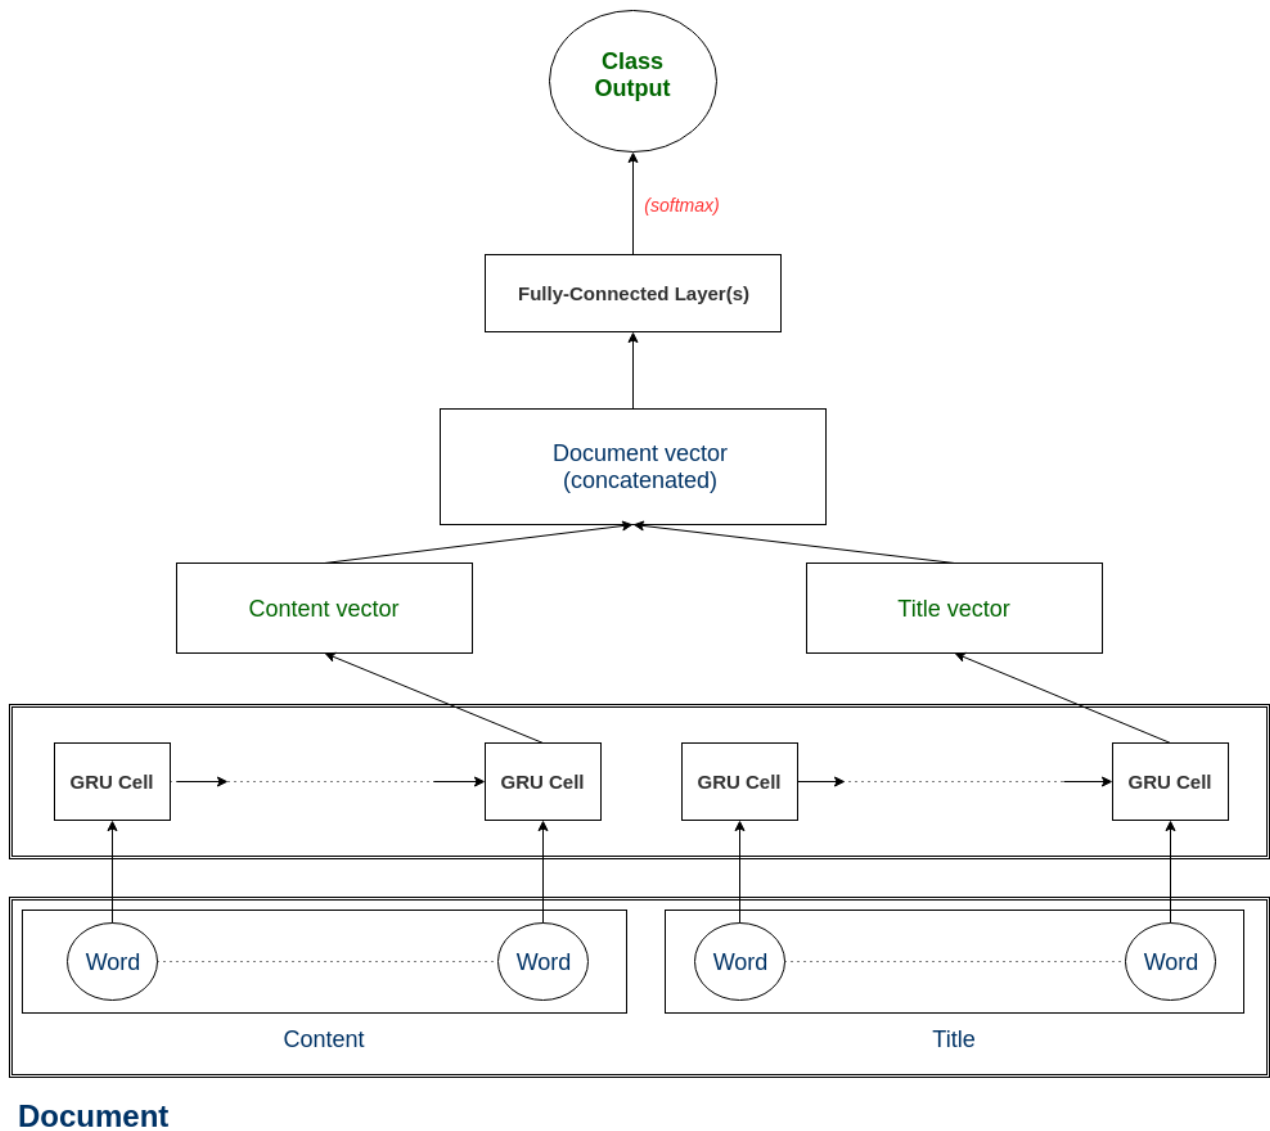 Class
Output
(softmax)
Fully-Connected Layer(s)
Document vector
(concatenated)
Content vector
Title vector
GRU Cell
GRU Cell
GRU Cell
GRU Cell
Word
Word
Word
Word
Content
Title
Document